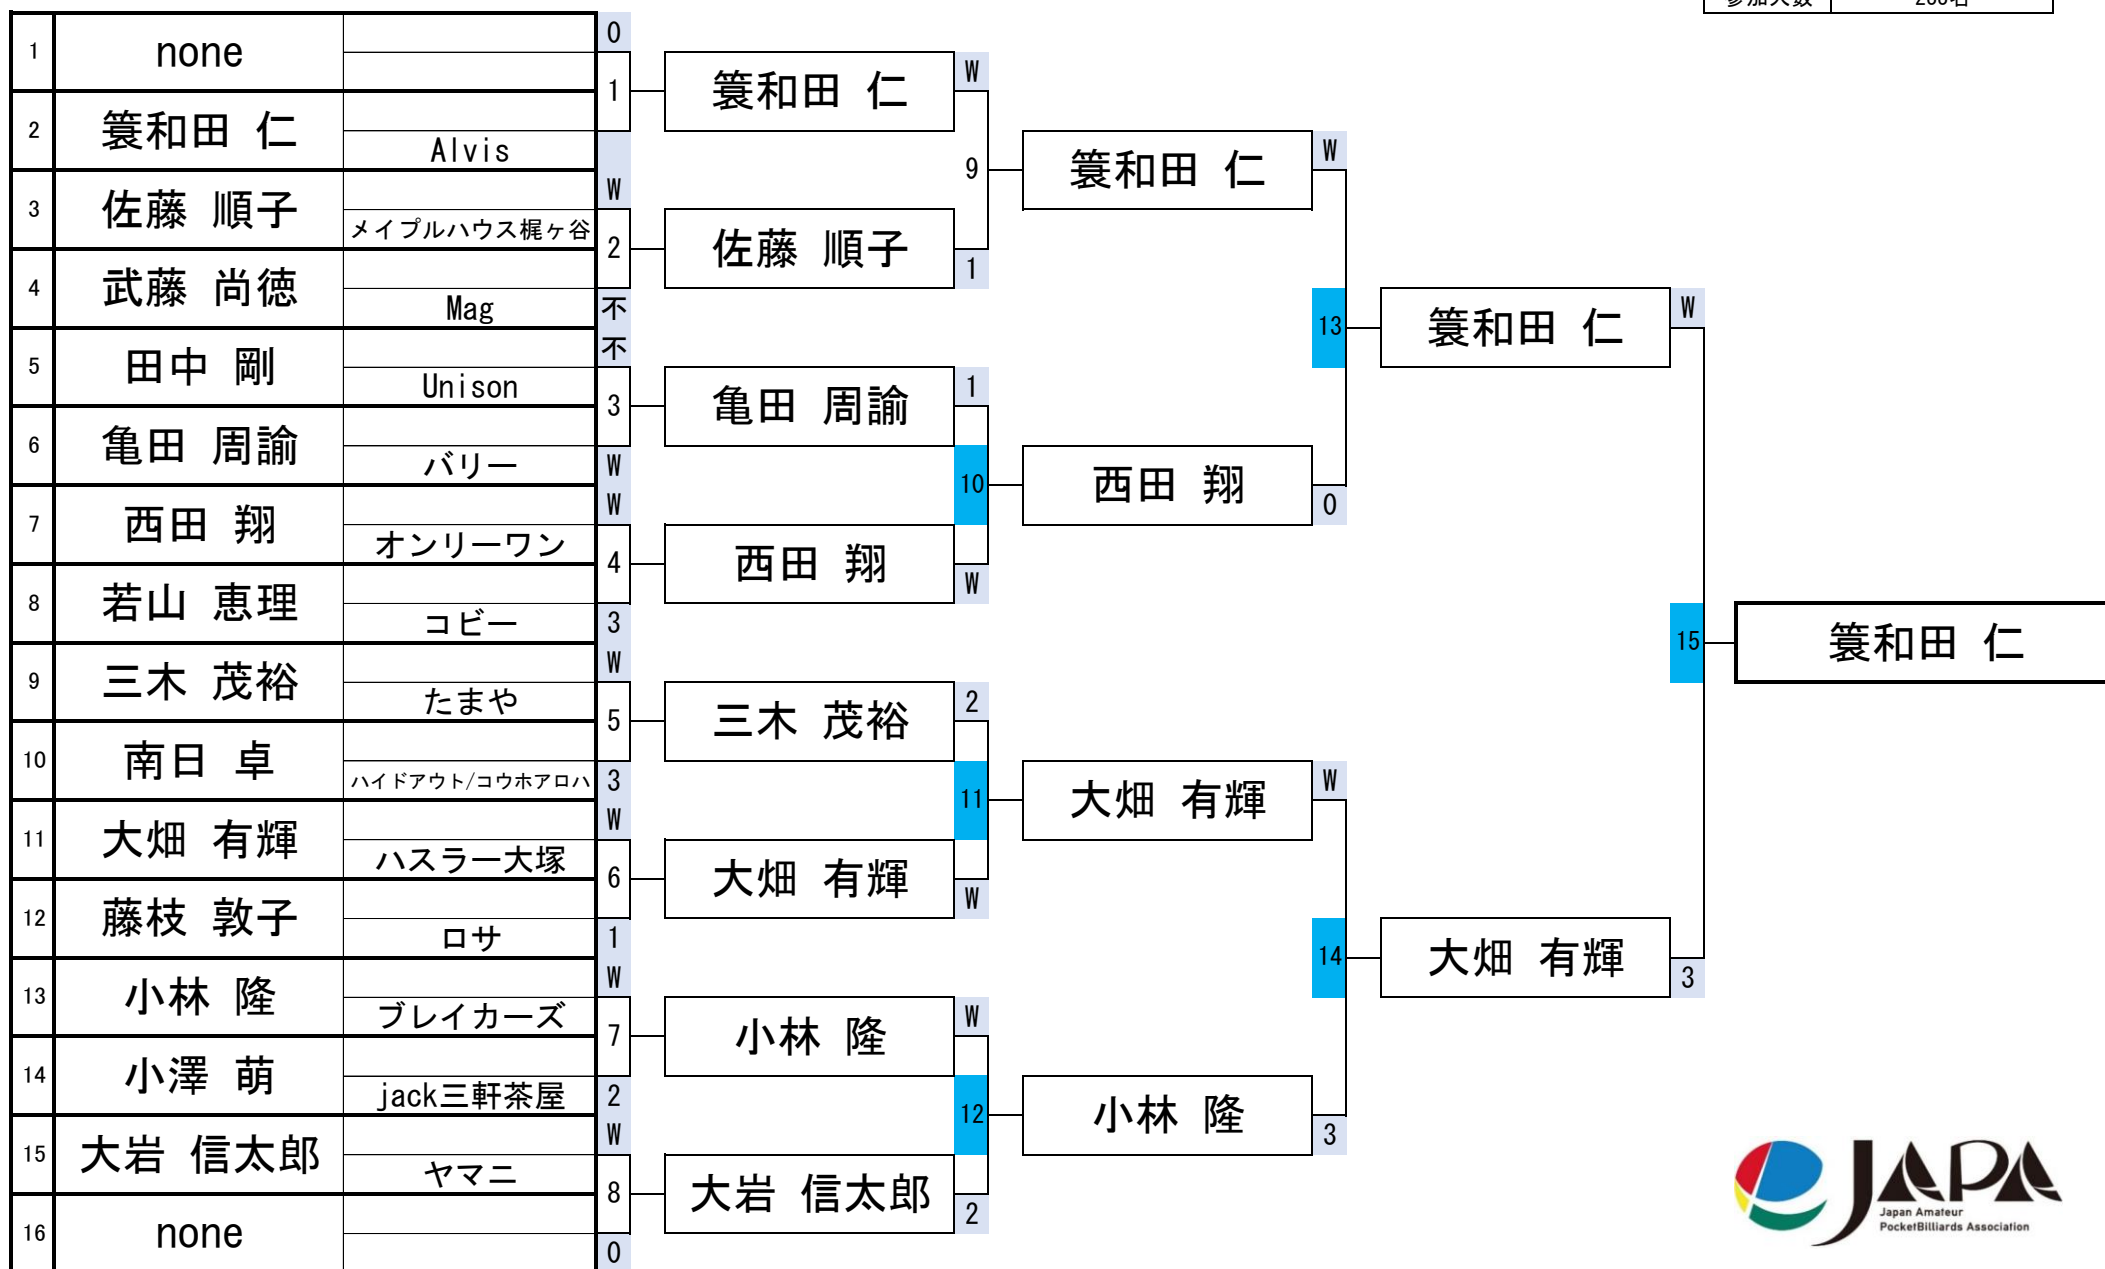 1 none 0
2 簑和田 仁 Alvis
3 佐藤 順子 メイプルハウス梶ヶ谷 W
4 武藤 尚徳 Mag 不
5 田中 剛 Unison 不
6 亀田 周諭 バリー W
7 西田 翔 オンリーワン W
8 若山 恵理 コビー 3
9 三木 茂裕 たまや W
10 南日 卓 ハイドアウト/コウホアロハ 3
11 大畑 有輝 ハスラー大塚 W
12 藤枝 敦子 ロサ 1
13 小林 隆 ブレイカーズ W
14 小澤 萌 jack三軒茶屋 2
15 大岩 信太郎 ヤマニ W
16 none 0
1 簑和田 仁 W
2 佐藤 順子 1
3 亀田 周諭 1
4 西田 翔 W
5 三木 茂裕 2
6 大畑 有輝 W
7 小林 隆 W
8 大岩 信太郎 2
9 簑和田 仁 W
10 西田 翔 0
11 大畑 有輝 W
12 小林 隆 3
13 簑和田 仁 W
14 大畑 有輝 3
15 簑和田 仁
JAPA
Japan Amateur
PocketBilliards Association